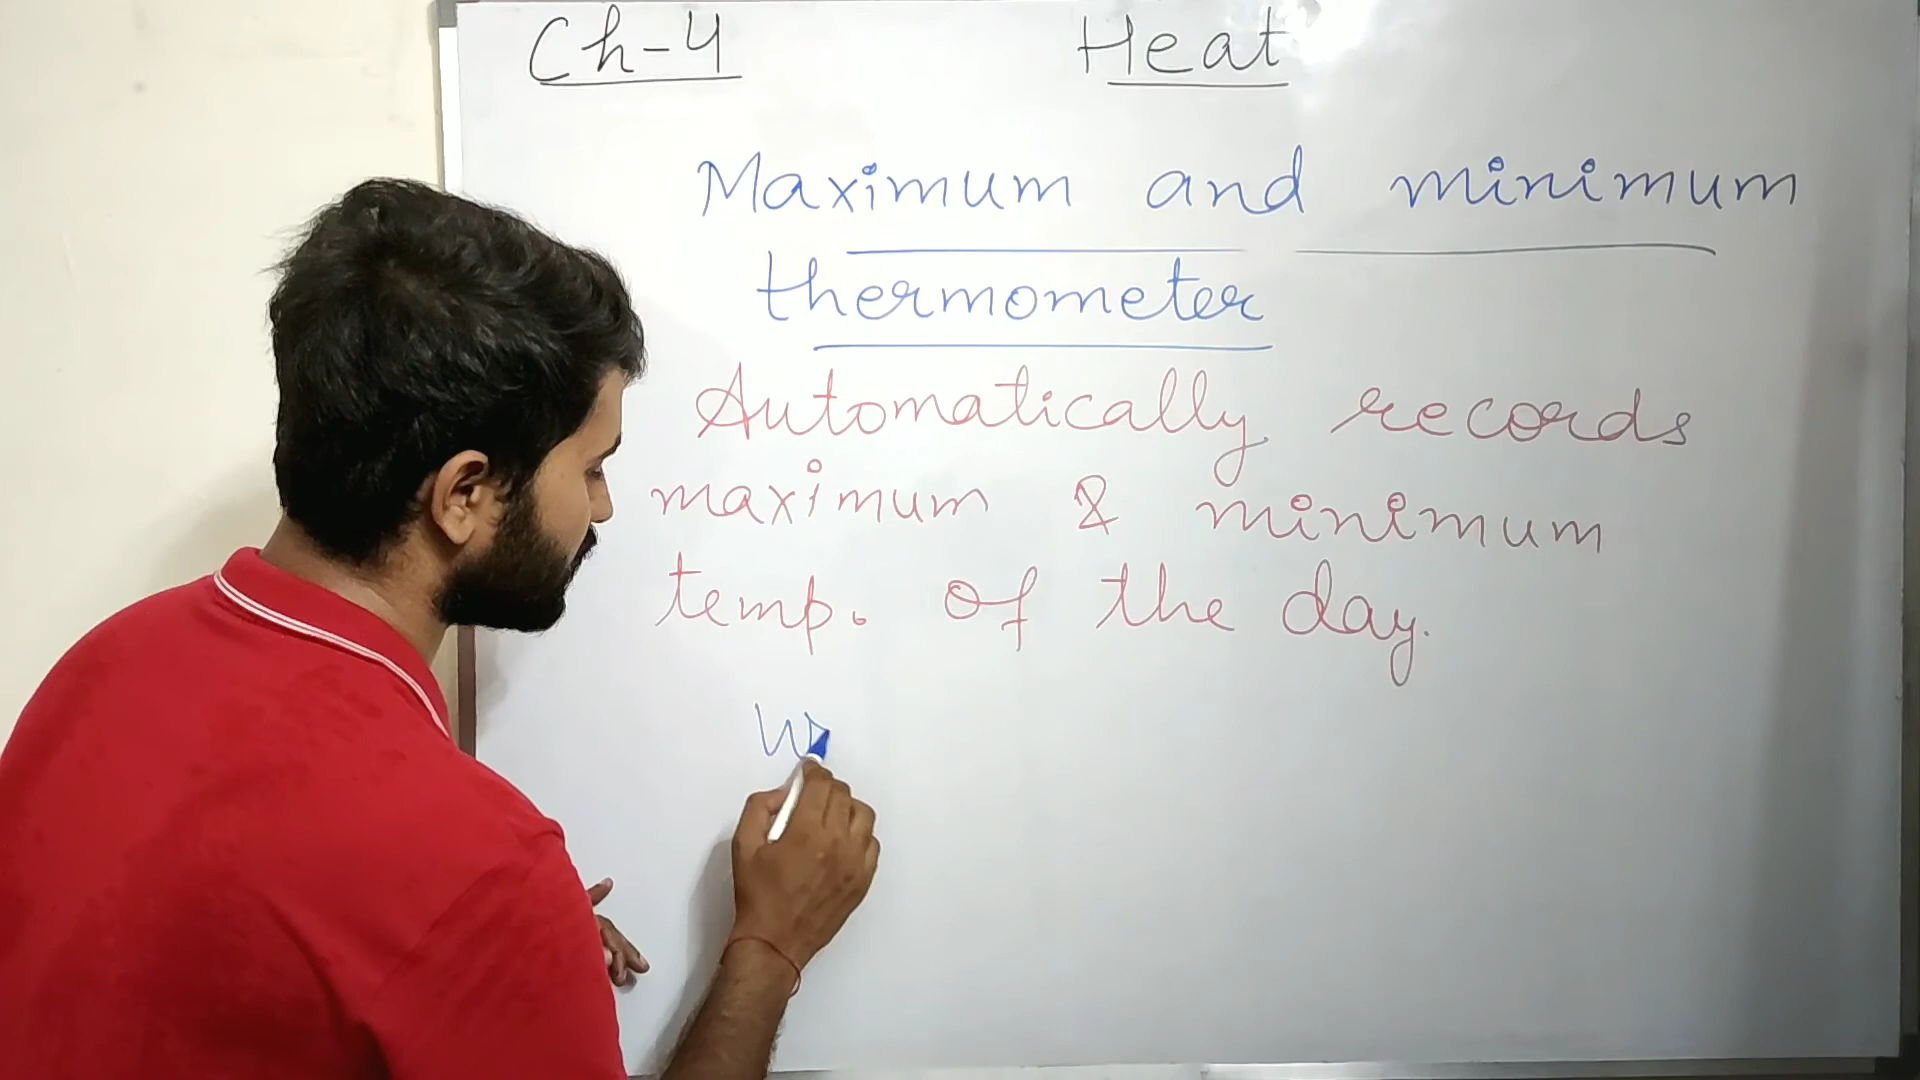 Ch-4 Heat
Maximum and minimum
thermometer
Automatically records
maximum & minimum
temp. of the day.